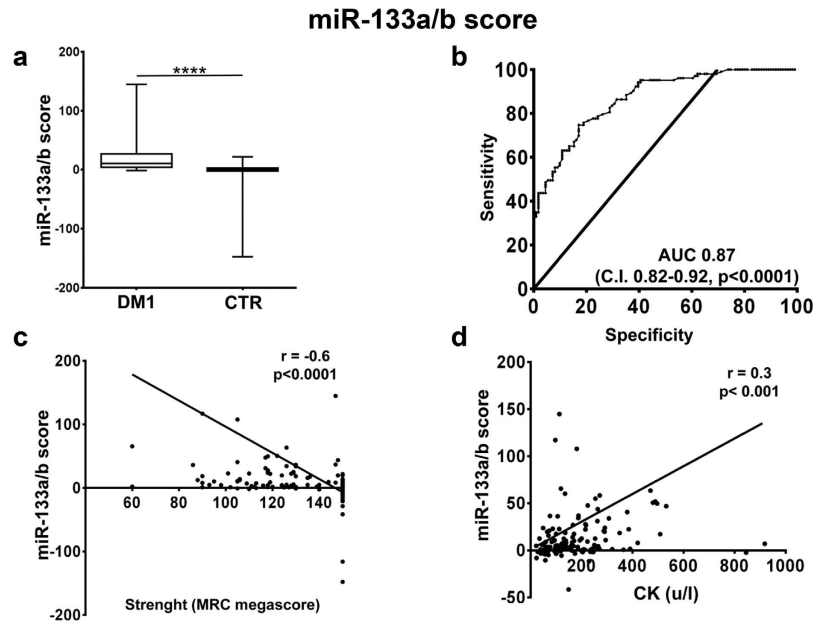 miR-133a/b score
a
200
100
0
-100
-200
miR-133a/b score
****
DM1
CTR
b
100
80
60
40
20
0
Sensitivity
AUC 0.87
(C.I. 0.82-0.92, p<0.0001)
0 20 40 60 80 100
Specificity
c
200
100
0
-100
-200
miR-133a/b score
r = -0.6
p<0.0001
60 80 100 120 140
Strenght (MRC megascore)
d
200
150
100
50
0
-50
miR-133a/b score
r = 0.3
p< 0.001
200 400 600 800 1000
CK (u/l)